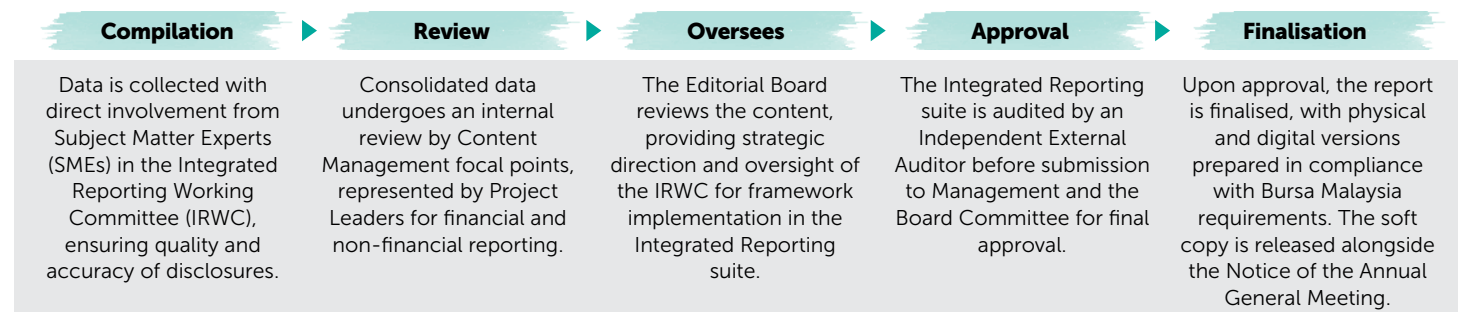 Compilation
Data is collected with
direct involvement from
Subject Matter Experts
(SMEs) in the Integrated
Reporting Working
Committee (IRWC),
ensuring quality and
accuracy of disclosures.
Review
Consolidated data
undergoes an internal
review by Content
Management focal points,
represented by Project
Leaders for financial and
non-financial reporting.
Oversees
The Editorial Board
reviews the content,
providing strategic
direction and oversight of
the IRWC for framework
implementation in the
Integrated Reporting
suite.
Approval
The Integrated Reporting
suite is audited by an
Independent External
Auditor before submission
to Management and the
Board Committee for final
approval.
Finalisation
Upon approval, the report
is finalised, with physical
and digital versions
prepared in compliance
with Bursa Malaysia
requirements. The soft
copy is released alongside
the Notice of the Annual
General Meeting.